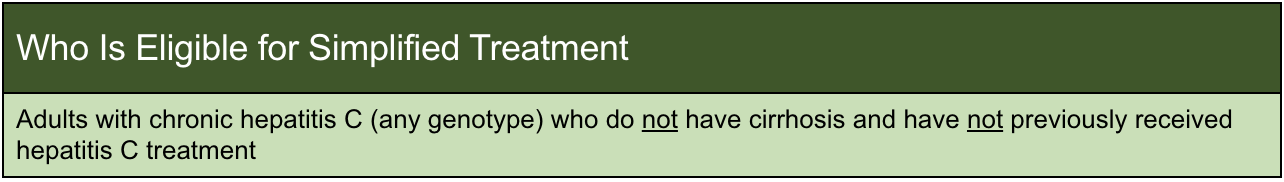 Who Is Eligible for Simplified Treatment
Adults with chronic hepatitis C (any genotype) who do not have cirrhosis and have not previously received
hepatitis C treatment